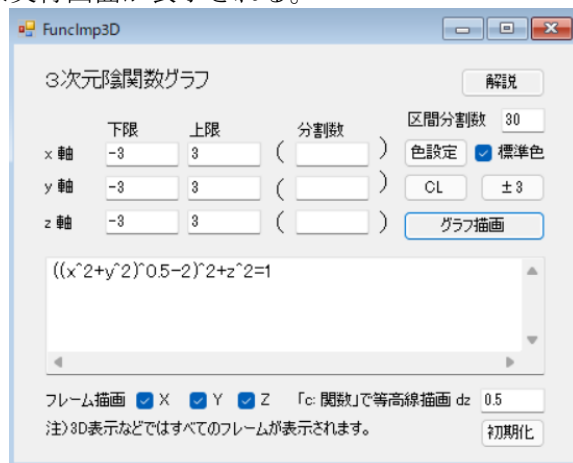 FuncImp3D
3次元陰関数グラフ 解説
下限 上限 分割数 区間分割数 30
x 軸 -3 3 ( ) 色設定 標準色
y 軸 -3 3 ( ) CL ±3
z 軸 -3 3 ( ) グラフ描画
((x^2+y^2)^0.5-2)^2+z^2=1
フレーム描画 X Y Z 「c: 関数」で等高線描画 dz 0.5
注)3D表示などではすべてのフレームが表示されます。 初期化